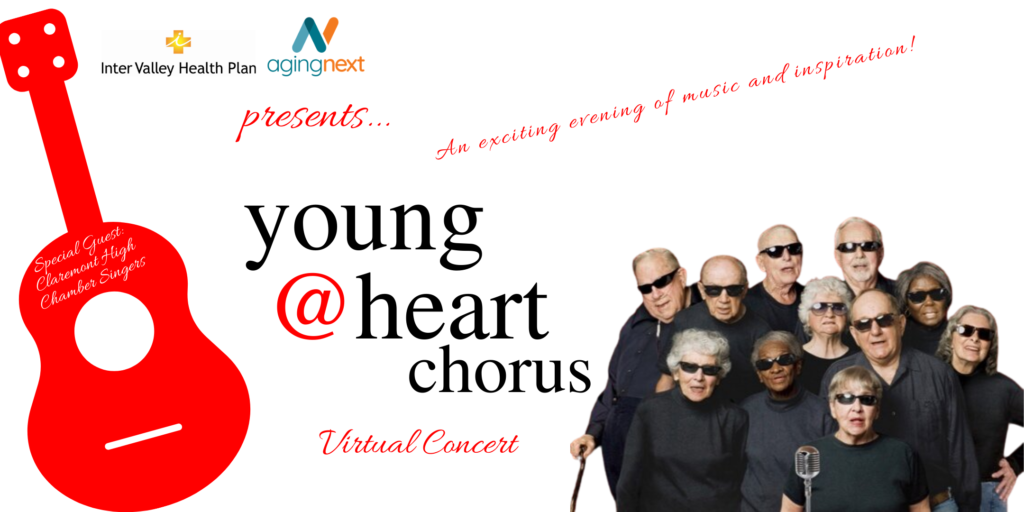 Inter Valley Health Plan
agingnext
presents...
An exciting evening of music and inspiration!
Special Guest:
Claremont High
Chamber Singers
young
@heart
chorus
Virtual Concert